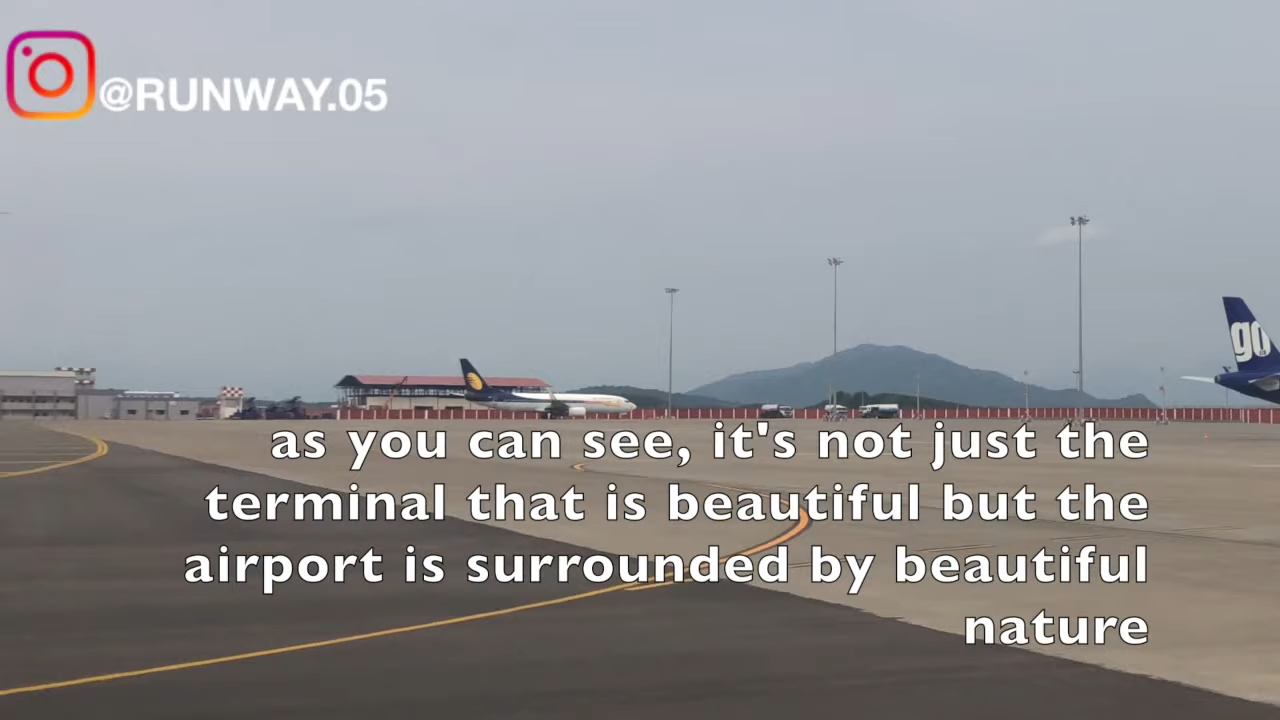 @RUNWAY.05
go
as you can see, it's not just the
terminal that is beautiful but the
airport is surrounded by beautiful
nature